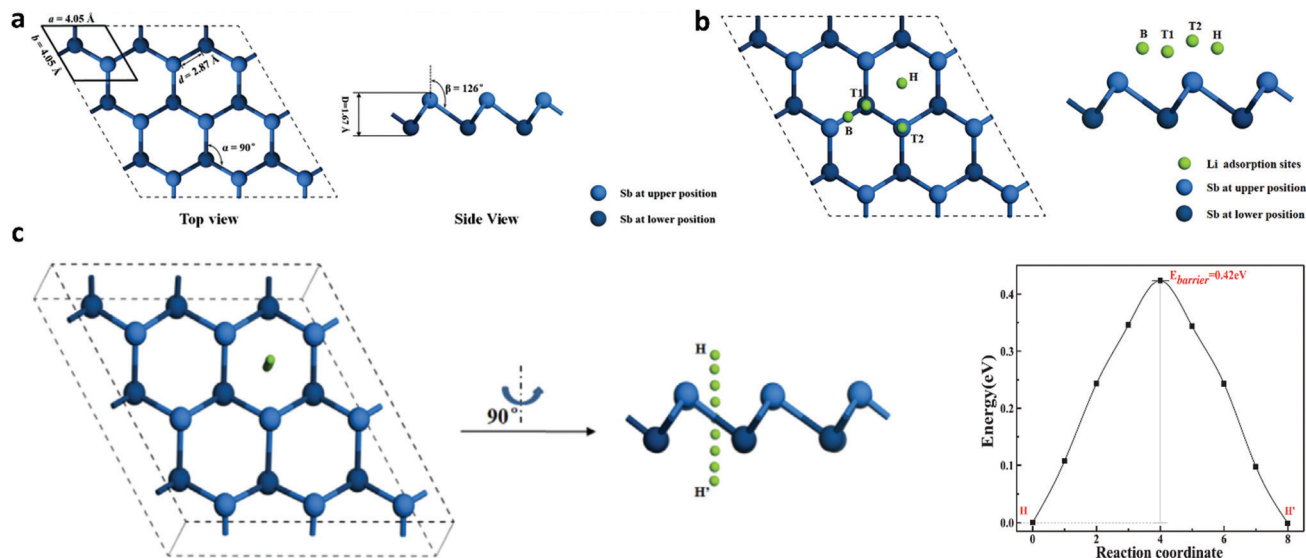 a
a = 4.05 Å
b = 4.05 Å
d = 2.87 Å
α = 90°
Top view
D=1.67 Å
β = 126°
Side View
Sb at upper position
Sb at lower position
b
H
T1
B
T2
B
T1
T2
H
Li adsorption sites
Sb at upper position
Sb at lower position
c
90°
H
H'
Energy(eV)
0.4
0.3
0.2
0.1
0.0
Ebarrier=0.42eV
H
H'
0
2
4
6
8
Reaction coordinate